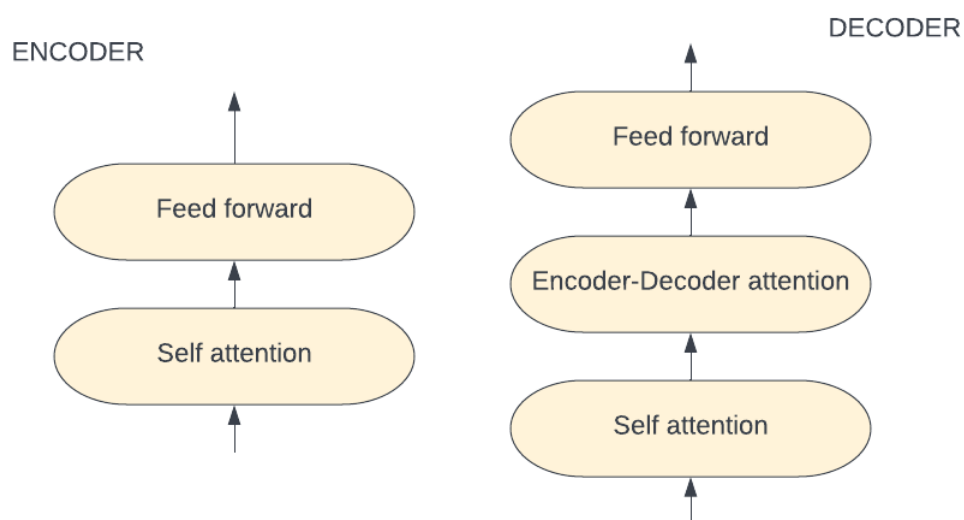 ENCODER
Feed forward
Self attention
DECODER
Feed forward
Encoder-Decoder attention
Self attention